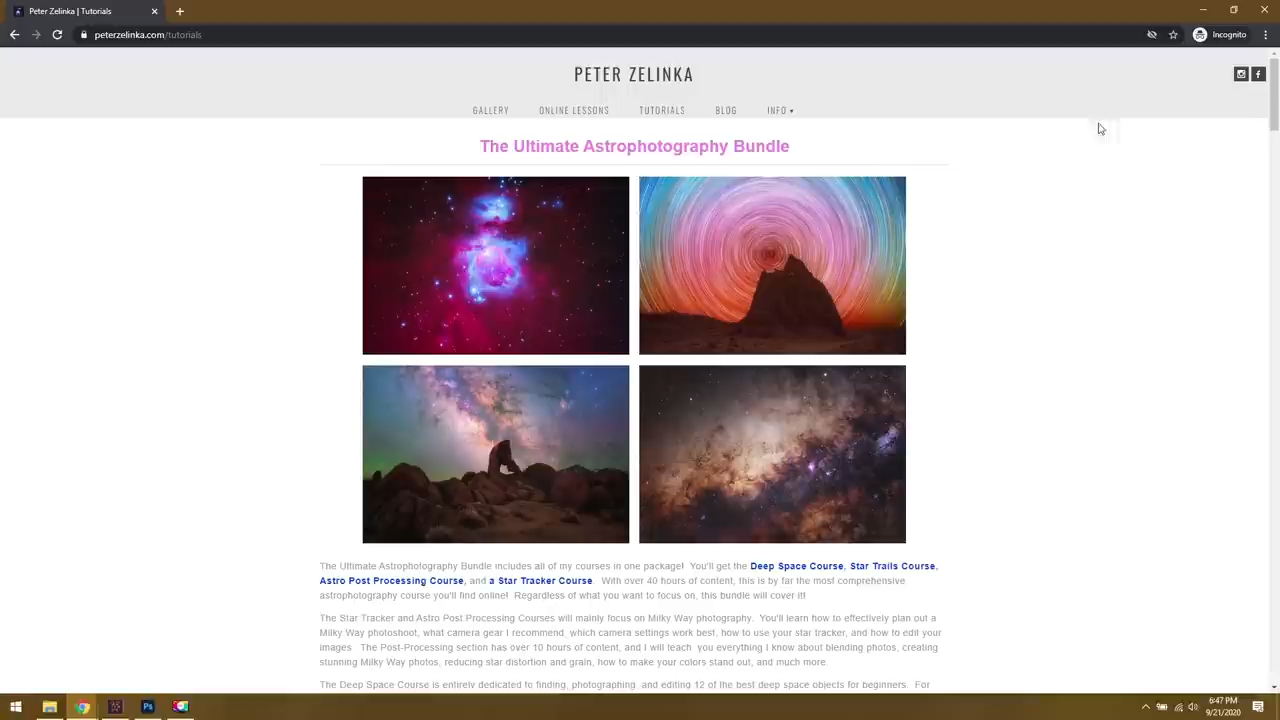 Peter Zelinka | Tutorials
peterzelinka.com/tutorials
Incognito
PETER ZELINKA
GALLERY ONLINE LESSONS TUTORIALS BLOG INFO ▾
The Ultimate Astrophotography Bundle
The Ultimate Astrophotography Bundle includes all of my courses in one package! You'll get the Deep Space Course, Star Trails Course,
Astro Post Processing Course, and a Star Tracker Course. With over 40 hours of content, this is by far the most comprehensive
astrophotography course you'll find online! Regardless of what you want to focus on, this bundle will cover it!
The Star Tracker and Astro Post Processing Courses will mainly focus on Milky Way photography. You'll learn how to effectively plan out a
Milky Way photoshoot, what camera gear I recommend, which camera settings work best, how to use your star tracker, and how to edit your
images The Post-Processing section has over 10 hours of content, and I will teach you everything I know about blending photos, creating
stunning Milky Way photos, reducing star distortion and grain, how to make your colors stand out, and much more.
The Deep Space Course is entirely dedicated to finding, photographing and editing 12 of the best deep space objects for beginners. For
6:47 PM
9/21/2020